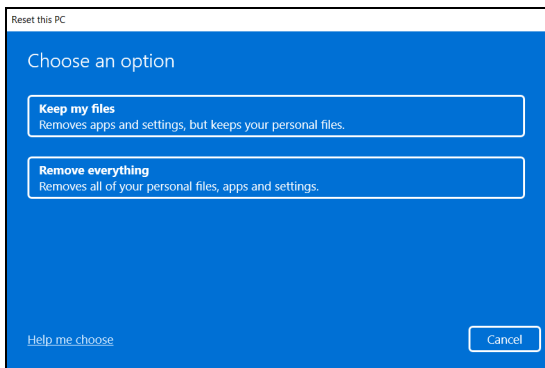 Reset this PC
Choose an option
Keep my files
Removes apps and settings, but keeps your personal files.
Remove everything
Removes all of your personal files, apps and settings.
Help me choose
Cancel